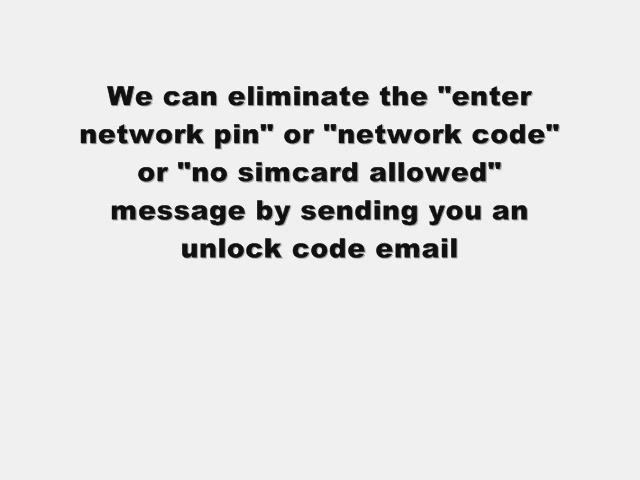 We can eliminate the "enter
network pin" or "network code"
or "no simcard allowed"
message by sending you an
unlock code email